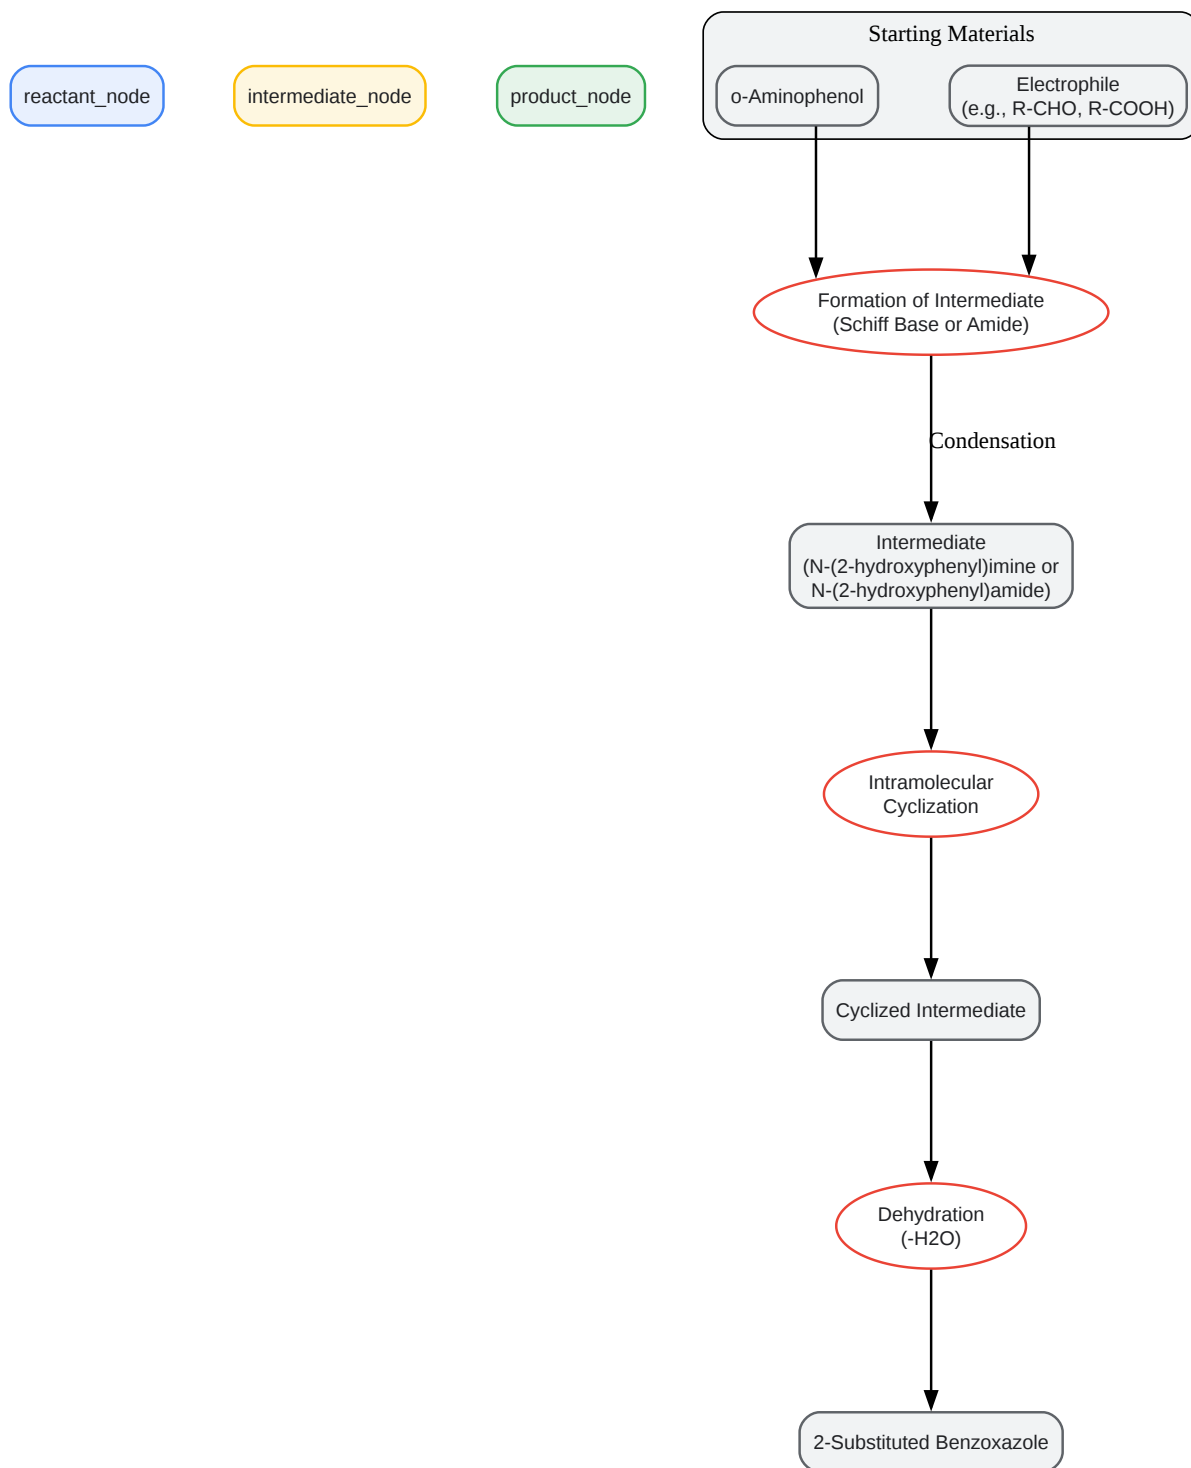 Starting Materials
reactant_node
intermediate_node
product_node
o-Aminophenol
Electrophile
(e.g., R-CHO, R-COOH)
Formation of Intermediate
(Schiff Base or Amide)
Condensation
Intermediate
(N-(2-hydroxyphenyl)imine or
N-(2-hydroxyphenyl)amide)
Intramolecular
Cyclization
Cyclized Intermediate
Dehydration
(-H2O)
2-Substituted Benzoxazole